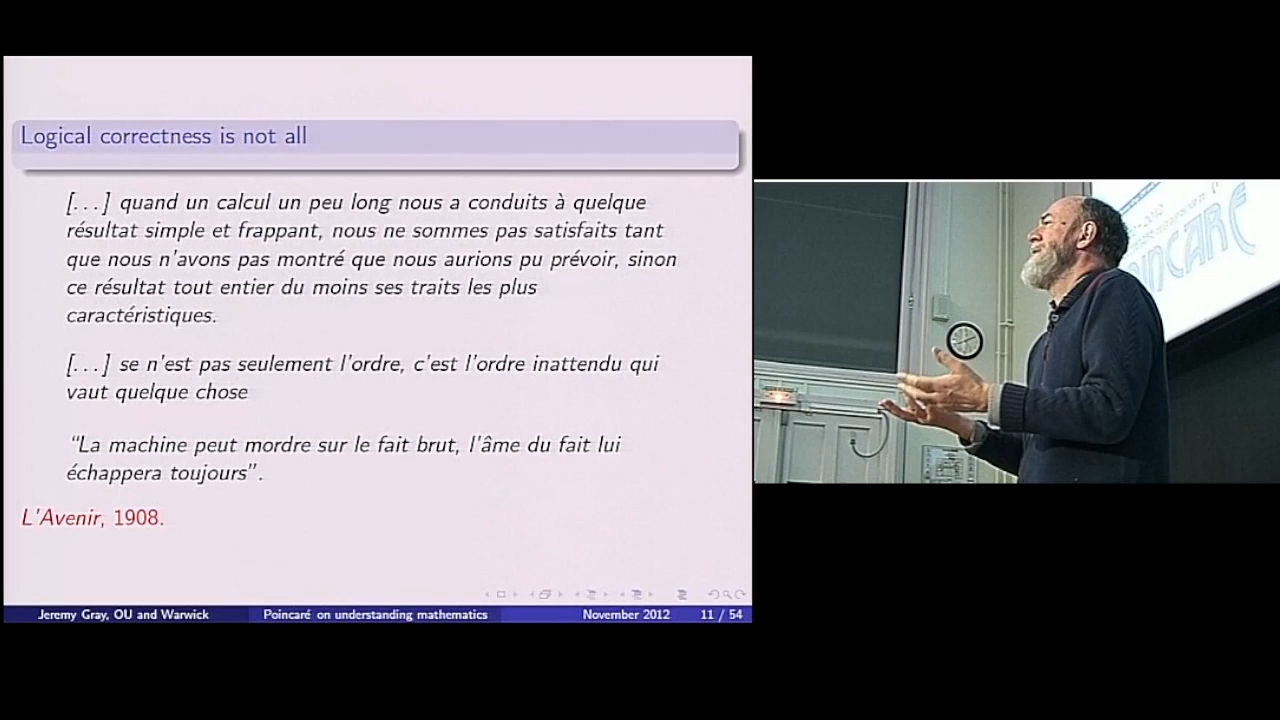 Logical correctness is not all
[...] quand un calcul un peu long nous a conduits à quelque
résultat simple et frappant, nous ne sommes pas satisfaits tant
que nous n'avons pas montré que nous aurions pu prévoir, sinon
ce résultat tout entier du moins ses traits les plus
caractéristiques.
[...] se n'est pas seulement l'ordre, c'est l'ordre inattendu qui
vaut quelque chose
“La machine peut mordre sur le fait brut, l'âme du fait lui
échappera toujours”.
L'Avenir, 1908.
Jeremy Gray, OU and Warwick Poincaré on understanding mathematics November 2012 11 / 54